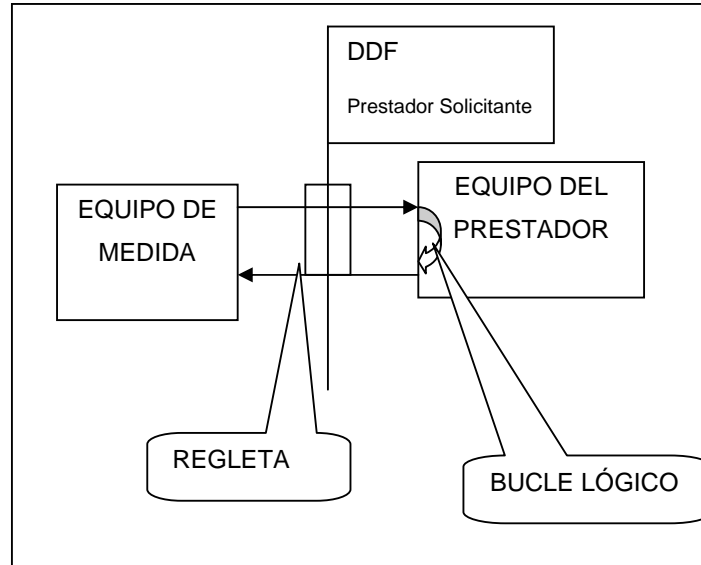 DDF
Prestador Solicitante
EQUIPO DE
MEDIDA
EQUIPO DEL
PRESTADOR
REGLETA
BUCLE LÓGICO